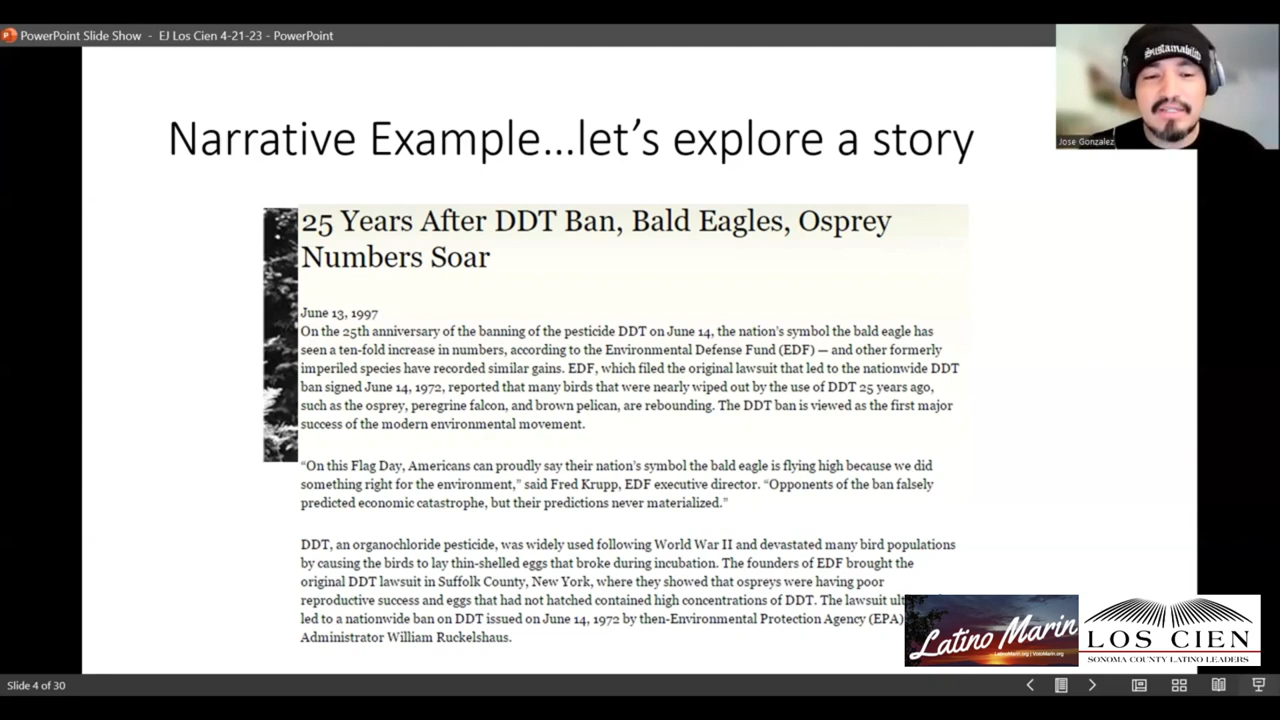 PowerPoint Slide Show - EJ Los Cien 4-21-23 - PowerPoint
Sustainability
Jose Gonzalez
Narrative Example...let's explore a story
25 Years After DDT Ban, Bald Eagles, Osprey
Numbers Soar
June 13, 1997
On the 25th anniversary of the banning of the pesticide DDT on June 14, the nation's symbol the bald eagle has
seen a ten-fold increase in numbers, according to the Environmental Defense Fund (EDF) — and other formerly
imperiled species have recorded similar gains. EDF, which filed the original lawsuit that led to the nationwide DDT
ban signed June 14, 1972, reported that many birds that were nearly wiped out by the use of DDT 25 years ago,
such as the osprey, peregrine falcon, and brown pelican, are rebounding. The DDT ban is viewed as the first major
success of the modern environmental movement.
"On this Flag Day, Americans can proudly say their nation's symbol the bald eagle is flying high because we did
something right for the environment," said Fred Krupp, EDF executive director. "Opponents of the ban falsely
predicted economic catastrophe, but their predictions never materialized."
DDT, an organochloride pesticide, was widely used following World War II and devastated many bird populations
by causing the birds to lay thin-shelled eggs that broke during incubation. The founders of EDF brought the
original DDT lawsuit in Suffolk County, New York, where they showed that ospreys were having poor
reproductive success and eggs that had not hatched contained high concentrations of DDT. The lawsuit
led to a nationwide ban on DDT issued on June 14, 1972 by then-Environmental Protection Agency (EPA)
Administrator William Ruckelshaus.
Latino Marin
LatinoMarin.org | VotoMarin.org
LOS CIEN
SONOMA COUNTY LATINO LEADERS
Slide 4 of 30